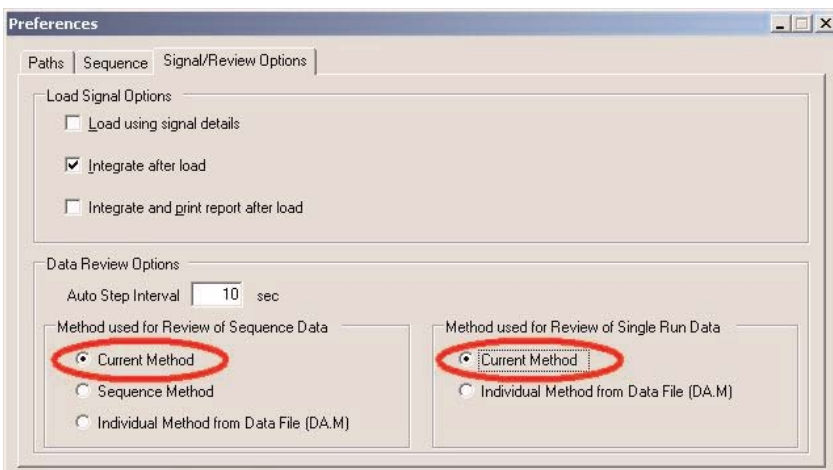 Preferences
Paths Sequence Signal/Review Options
Load Signal Options
Load using signal details
Integrate after load
Integrate and print report after load
Data Review Options
Auto Step Interval 10 sec
Method used for Review of Sequence Data
Current Method
Sequence Method
Individual Method from Data File (DA.M)
Method used for Review of Single Run Data
Current Method
Individual Method from Data File (DA.M)